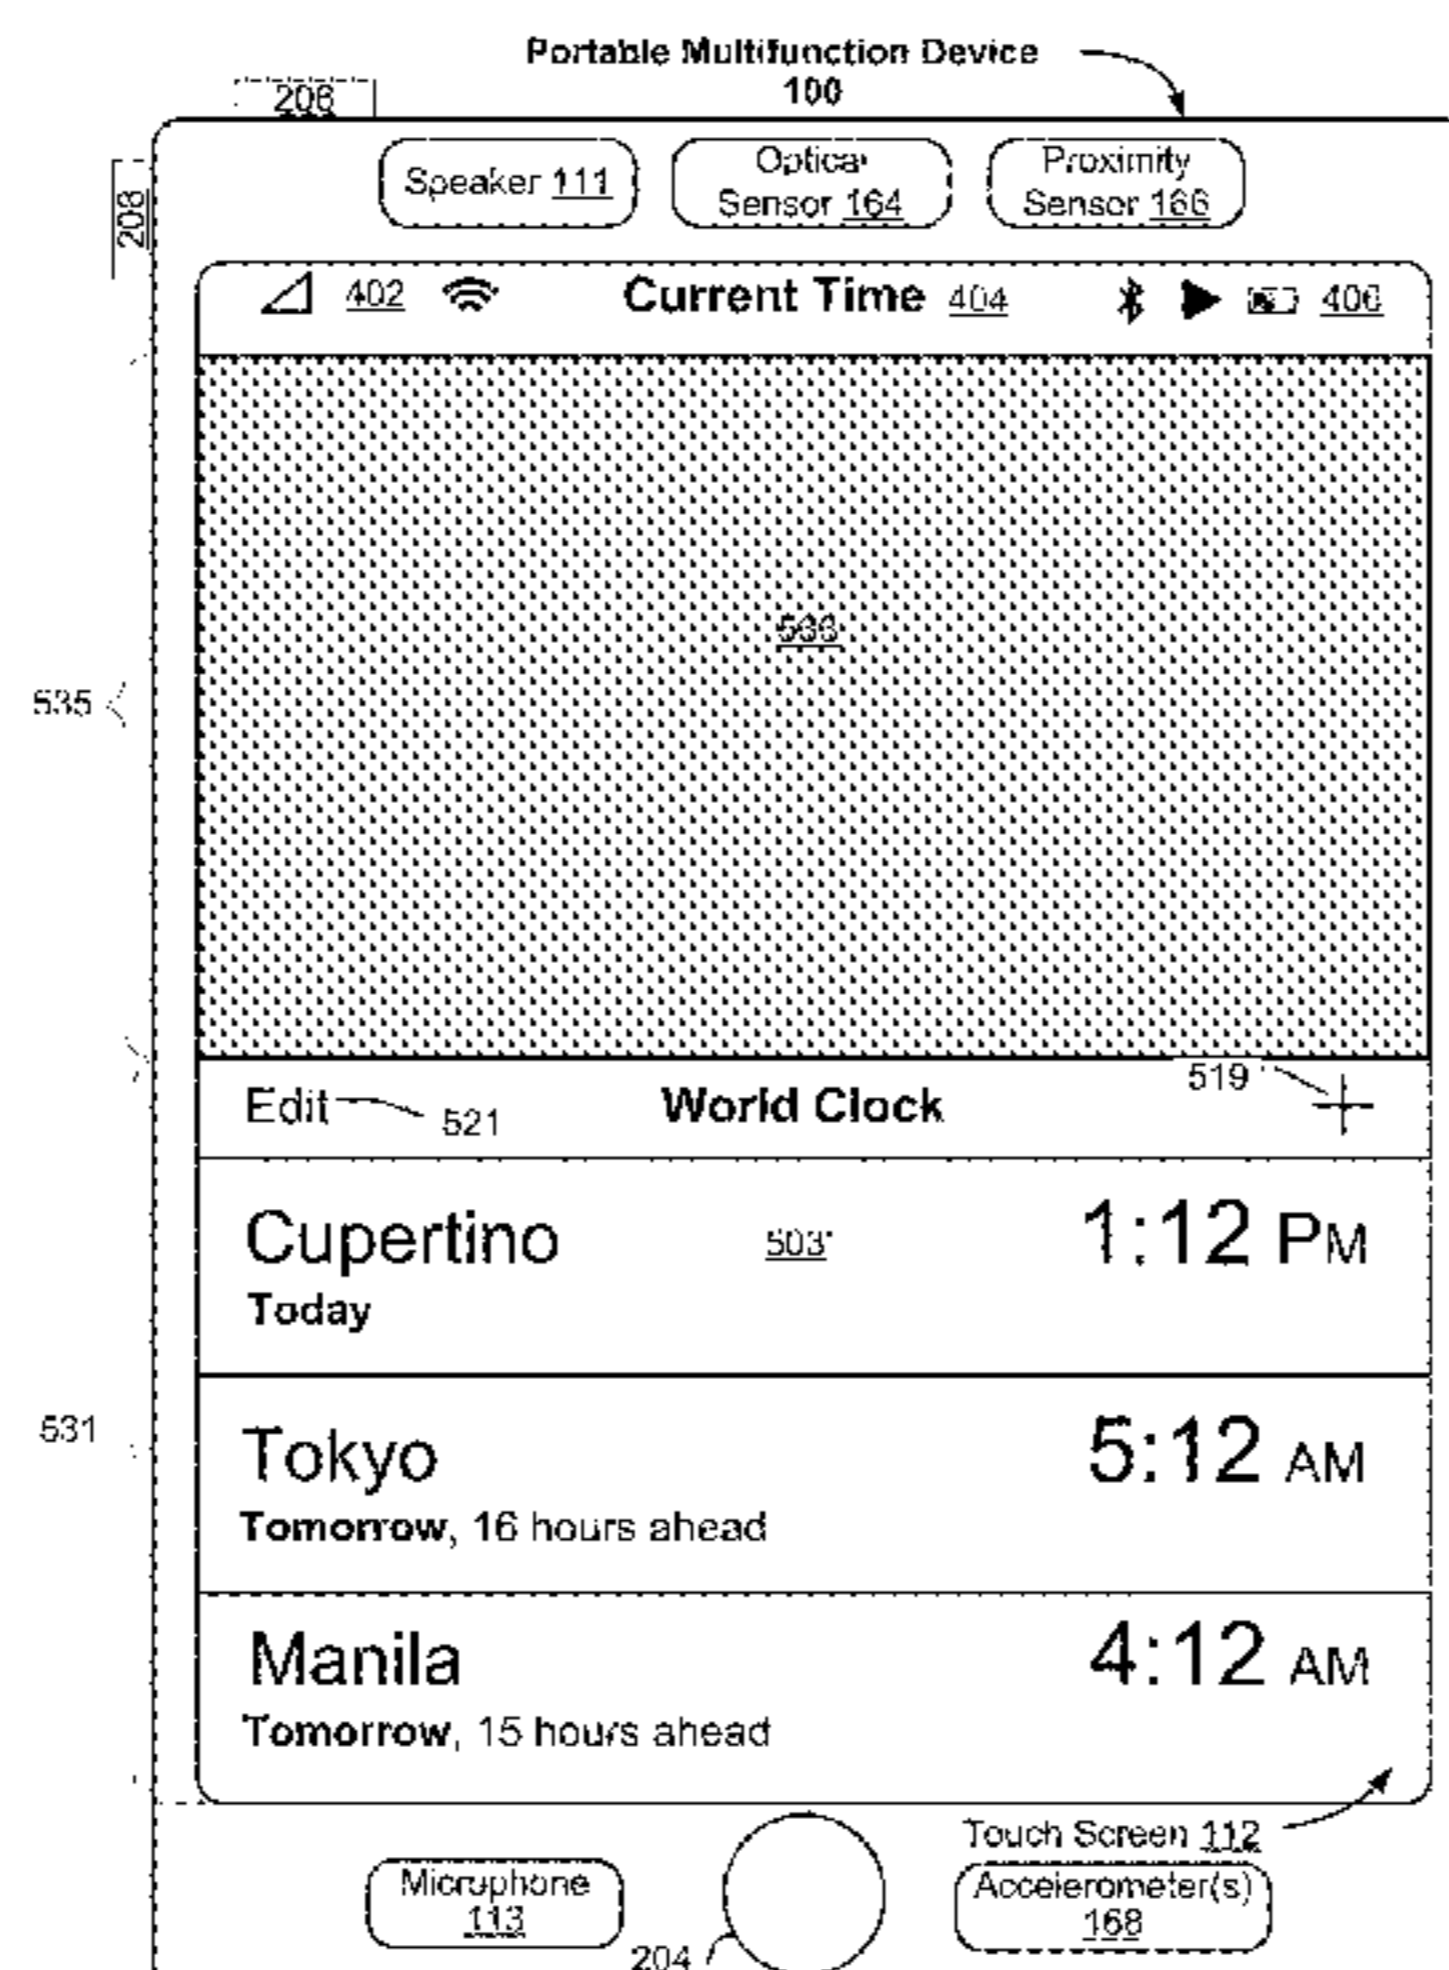 Portable Multifunction Device
100
206
208
Speaker 111
Optical
Sensor 164
Proximity
Sensor 166
402
Current Time 404
406
535
Edit
521
World Clock
519
Cupertino
503'
1:12 PM
Today
531
Tokyo
5:12 AM
Tomorrow, 16 hours ahead
Manila
4:12 AM
Tomorrow, 15 hours ahead
Touch Screen 112
Microphone
113
204
Accelerometer(s)
168